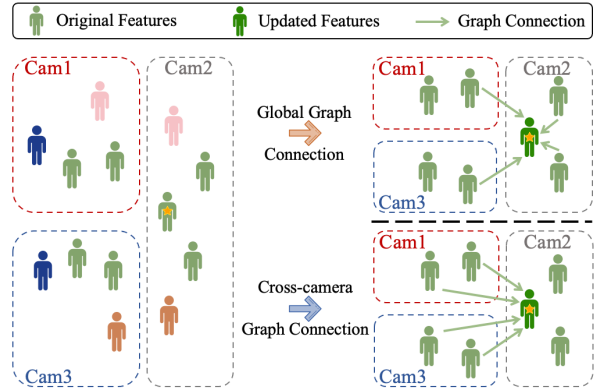 Original Features Updated Features Graph Connection
Cam1
Cam2
Cam3
Global Graph
Connection
Cross-camera
Graph Connection
Cam1
Cam2
Cam3
Cam1
Cam2
Cam3